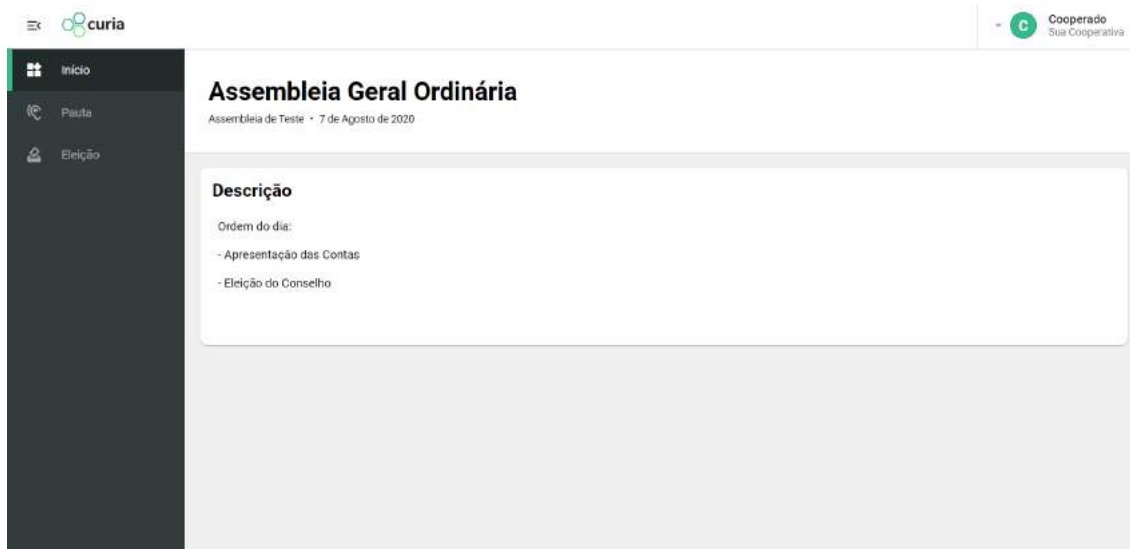 curia
C
Cooperado
Sua Cooperativa
Início
Pauta
Eleição
Assembleia Geral Ordinária
Assembleia de Teste • 7 de Agosto de 2020
Descrição
Ordem do dia:
- Apresentação das Contas
- Eleição do Conselho